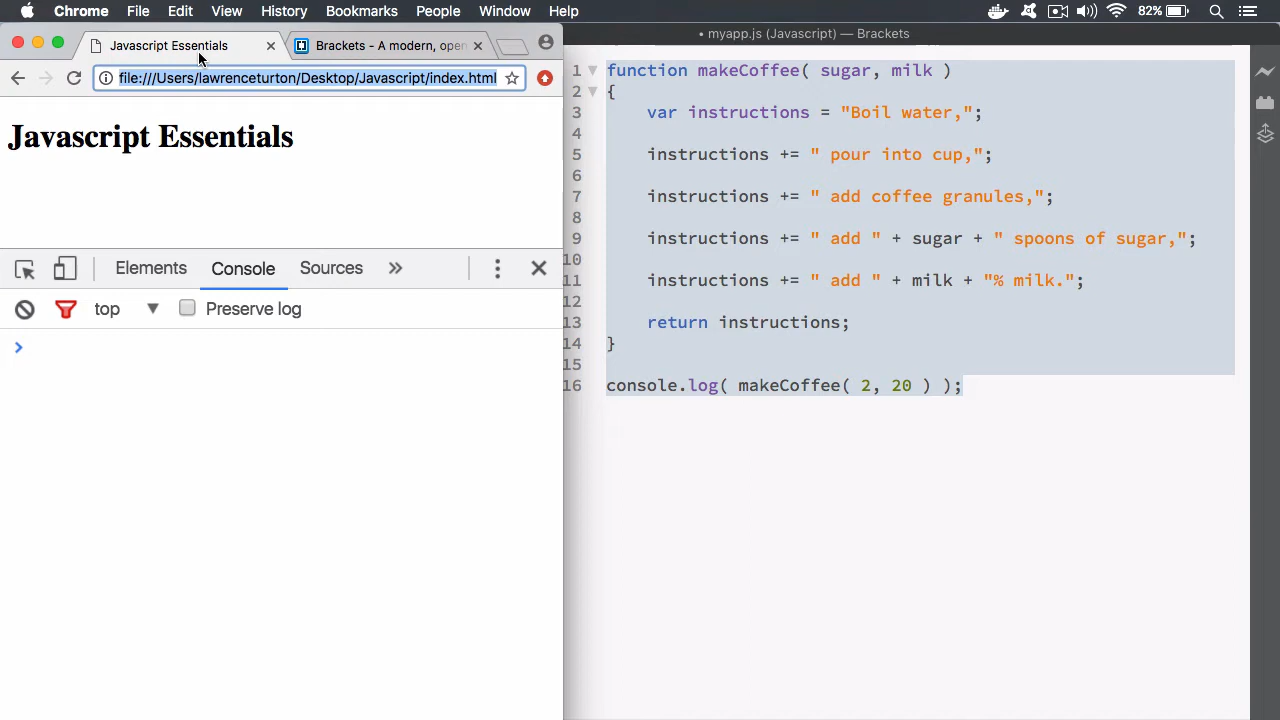 Chrome File Edit View History Bookmarks People Window Help 82%
Javascript Essentials
Brackets - A modern, open
file:///Users/lawrenceturton/Desktop/Javascript/index.html
Javascript Essentials
Elements Console Sources
top Preserve log
• myapp.js (Javascript) — Brackets
1 function makeCoffee( sugar, milk )
2 {
3 var instructions = "Boil water,";
4
5 instructions += " pour into cup,";
6
7 instructions += " add coffee granules,";
8
9 instructions += " add " + sugar + " spoons of sugar,";
10
11 instructions += " add " + milk + "% milk.";
12
13 return instructions;
14 }
15
16 console.log( makeCoffee( 2, 20 ) );